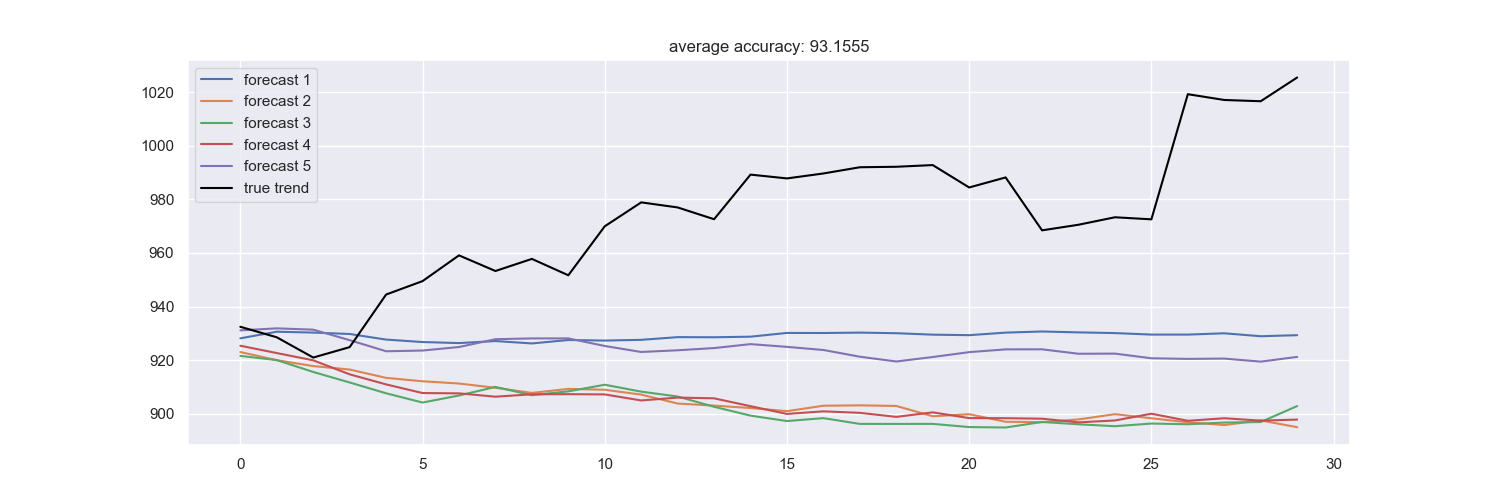 average accuracy: 93.1555
forecast 1
forecast 2
forecast 3
forecast 4
forecast 5
true trend
1020
1000
980
960
940
920
900
0 5 10 15 20 25 30